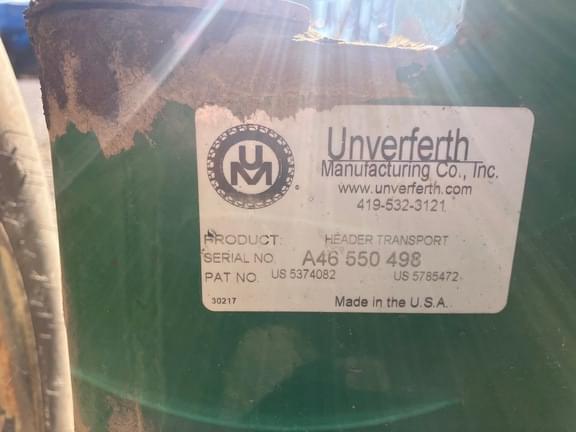 UM
Unverferth
Manufacturing Co., Inc.
www.unverferth.com
419-532-3121
PRODUCT: HEADER TRANSPORT
SERIAL NO. A46 550 498
PAT NO. US 5374082 US 5785472
30217 Made in the U.S.A.